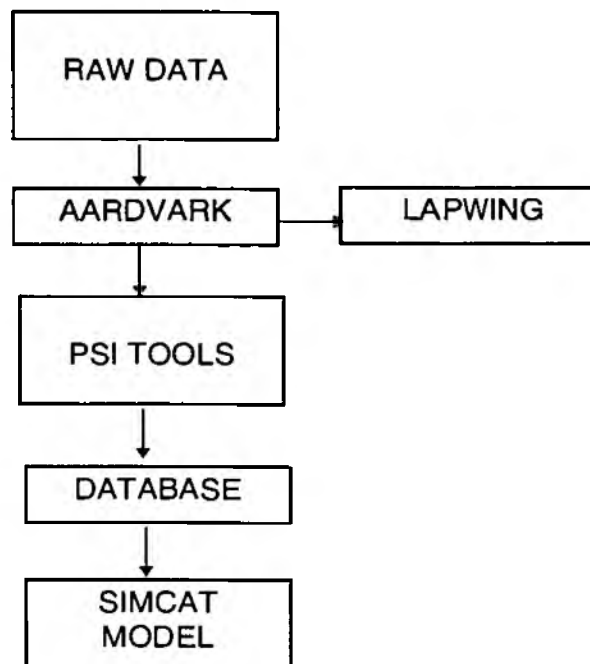 RAW DATA
AARDVARK
LAPWING
PSI TOOLS
DATABASE
SIMCAT
MODEL